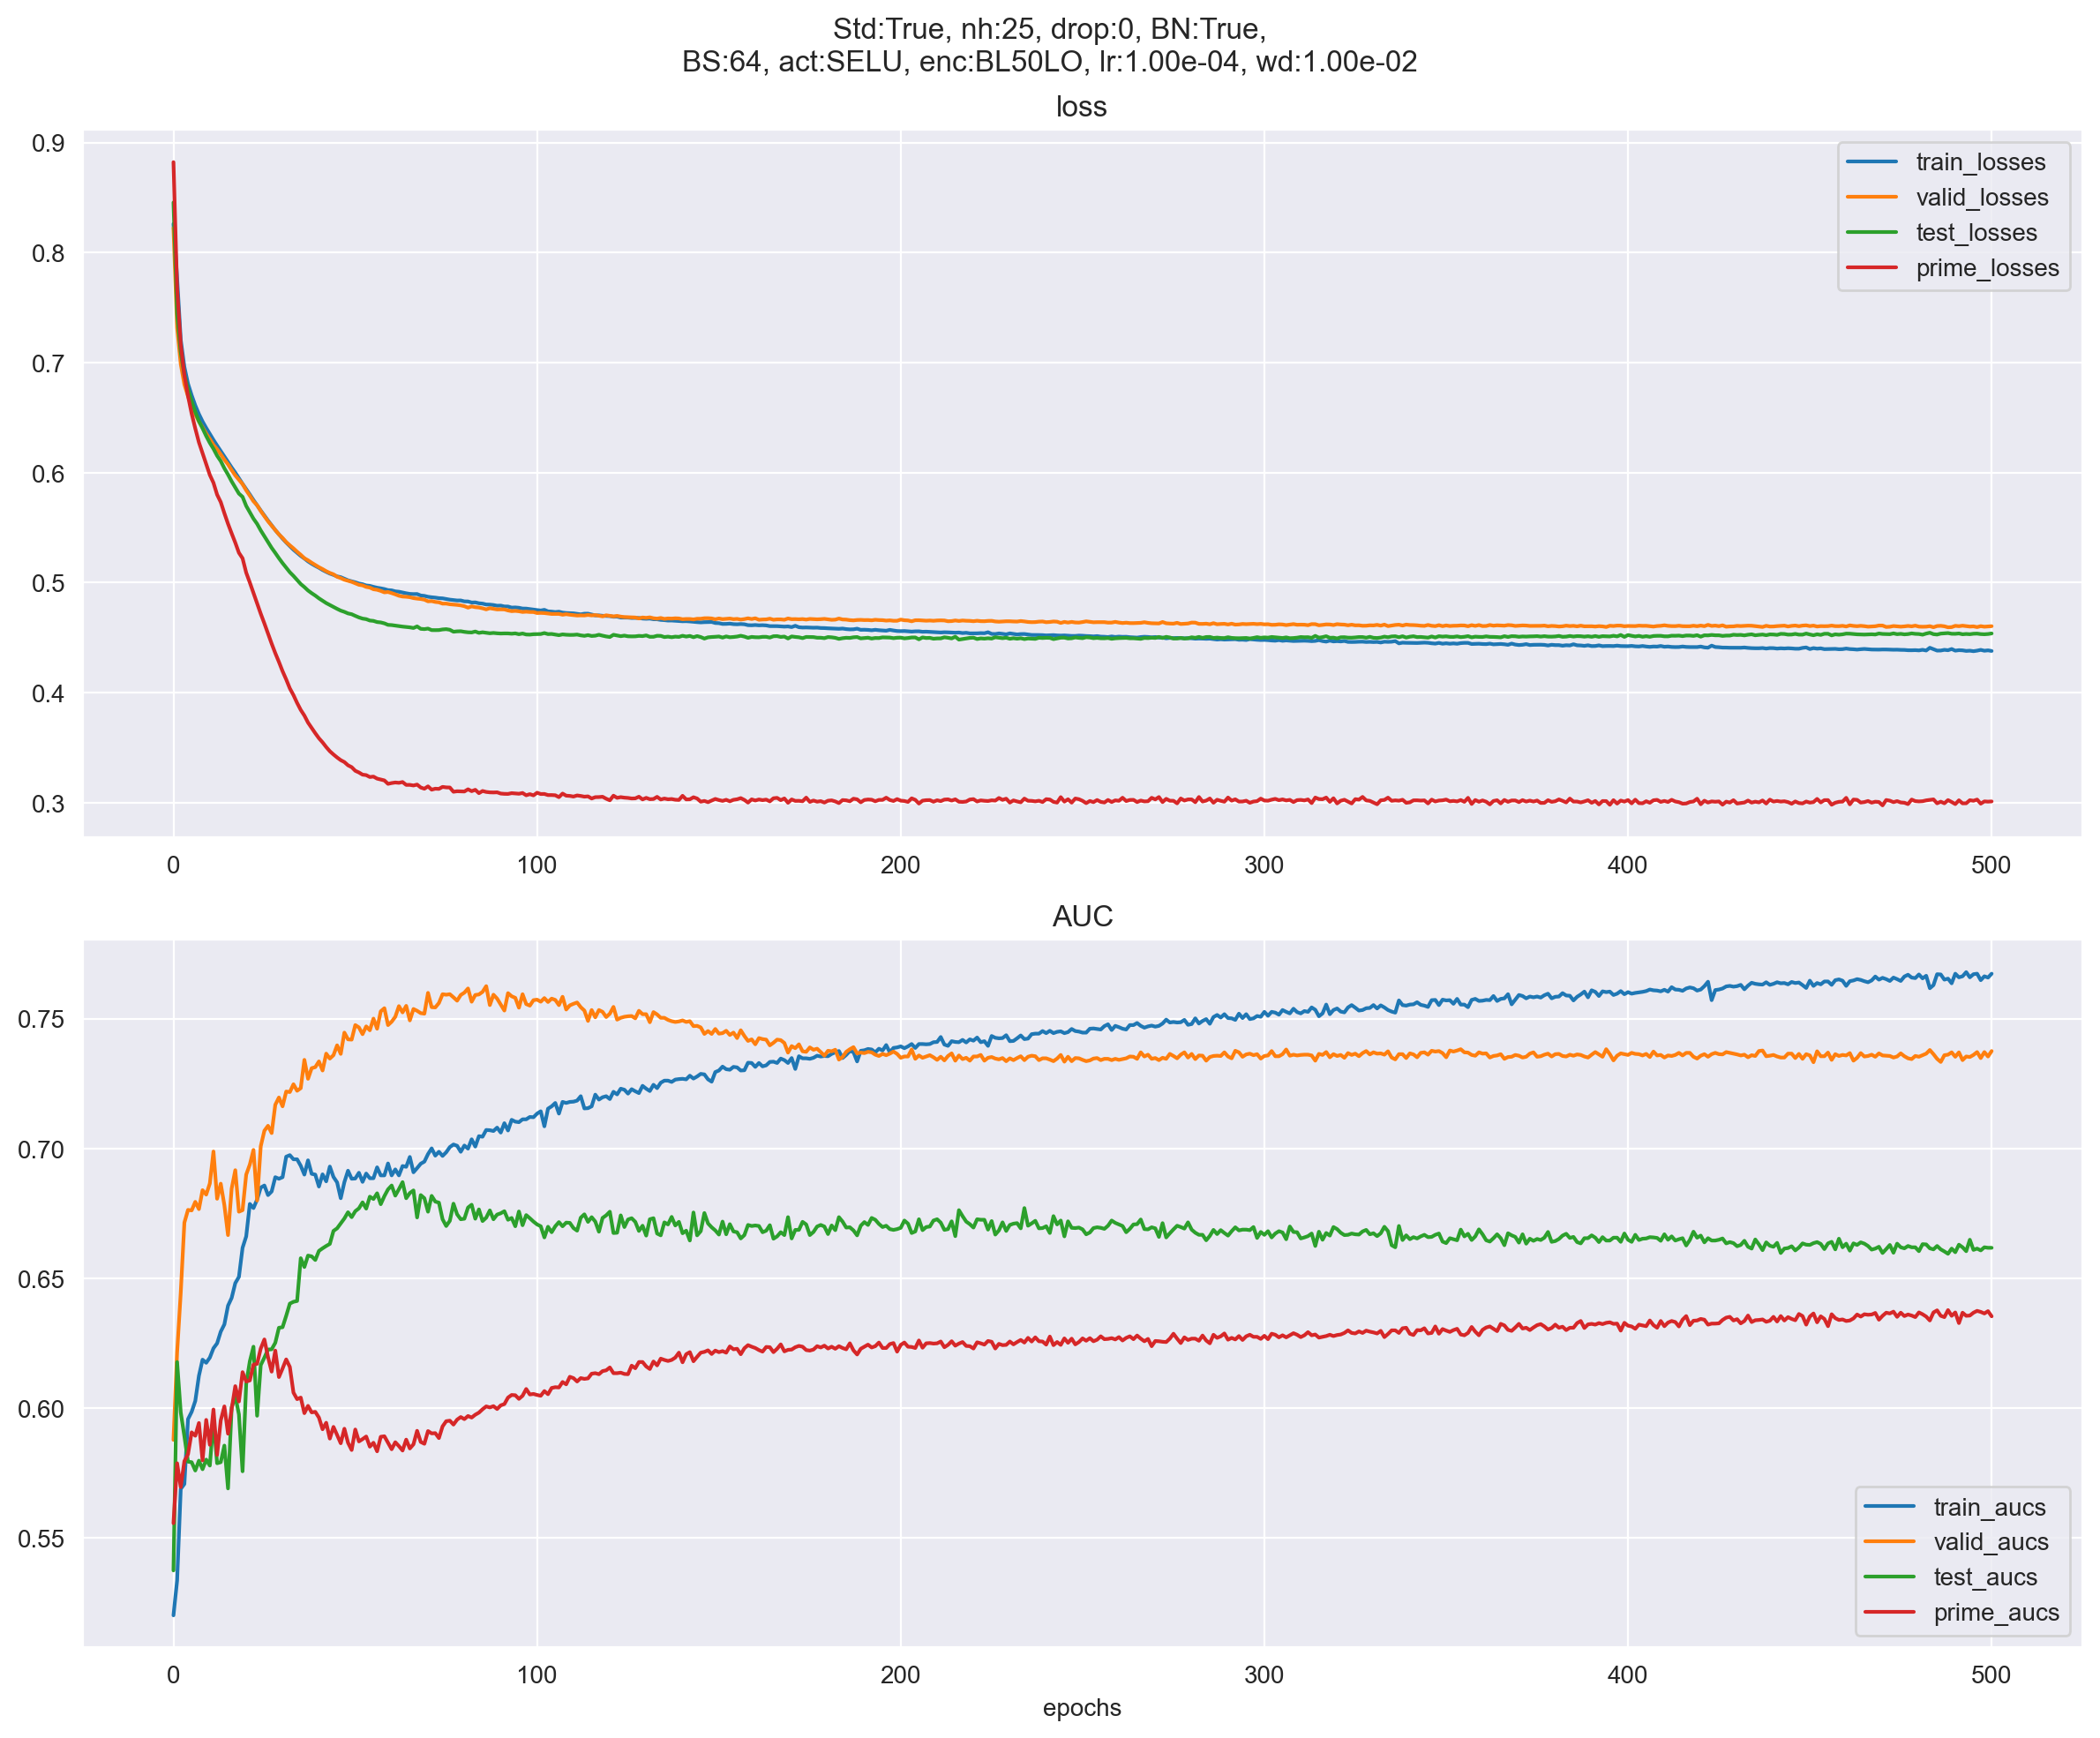 Std:True, nh:25, drop:0, BN:True,
BS:64, act:SELU, enc:BL50LO, lr:1.00e-04, wd:1.00e-02
loss
0.9
0.8
0.7
0.6
0.5
0.4
0.3
train_losses
valid_losses
test_losses
prime_losses
0 100 200 300 400 500
AUC
0.75
0.70
0.65
0.60
0.55
train_aucs
valid_aucs
test_aucs
prime_aucs
0 100 200 300 400 500
epochs